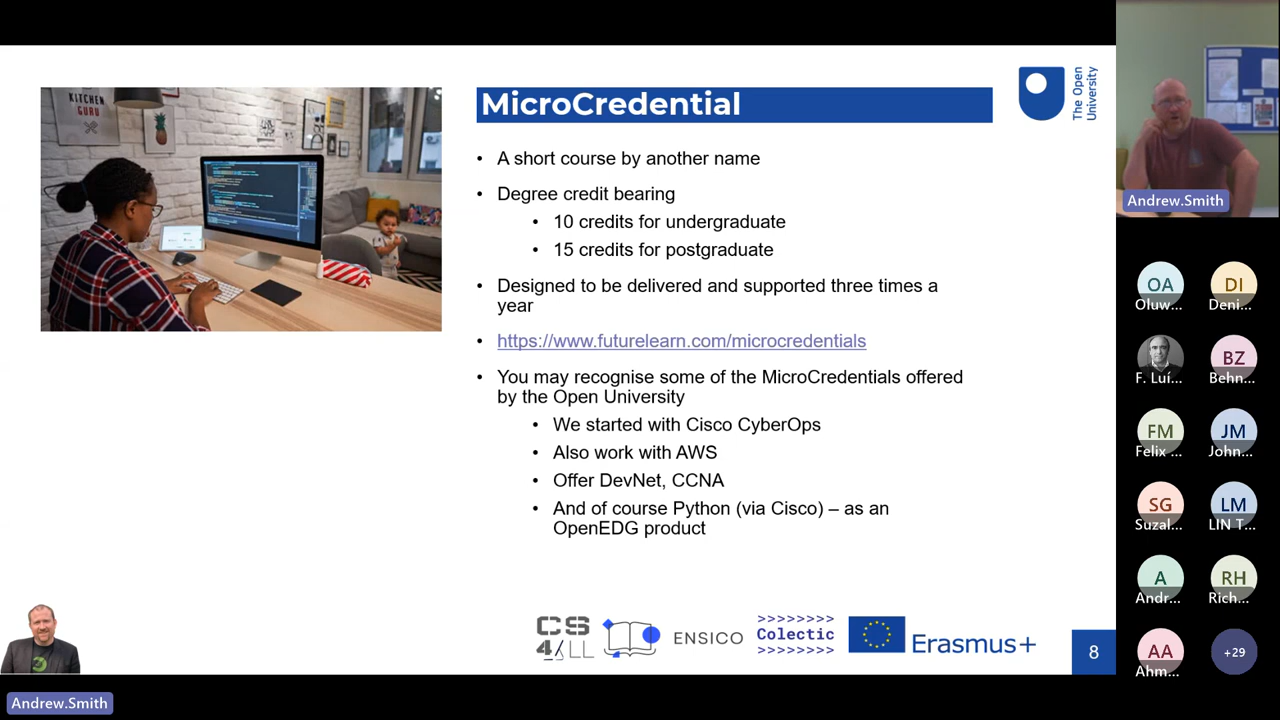 KITCHEN
GURU
MicroCredential
The Open
University
• A short course by another name
• Degree credit bearing
• 10 credits for undergraduate
• 15 credits for postgraduate
• Designed to be delivered and supported three times a
year
• https://www.futurelearn.com/microcredentials
• You may recognise some of the MicroCredentials offered
by the Open University
• We started with Cisco CyberOps
• Also work with AWS
• Offer DevNet, CCNA
• And of course Python (via Cisco) – as an
OpenEDG product
CS
4ALL
ENSICO
>>>>>>>>
Colectic
>>>>>>>>
Erasmus+
8
Andrew.Smith
Andrew.Smith
OA
Oluw...
DI
Deni...
F. Luí...
BZ
Behn...
FM
Felix ...
JM
John...
SG
Suzal...
LM
LIN T...
A
Andr...
RH
Rich...
AA
Ahm...
+29